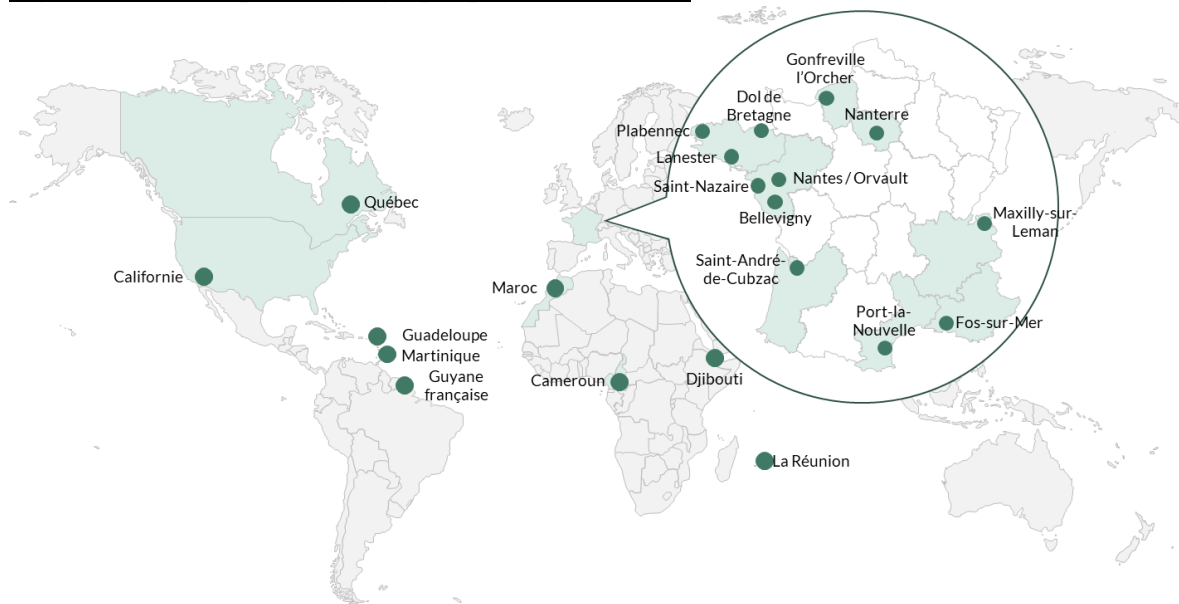 Gonfreville
l'Orcher
Dol de
Bretagne
Nanterre
Plabennec
Lanester
Nantes / Orvault
Saint-Nazaire
Bellevigny
Maxilly-sur-
Leman
Saint-André-
de-Cubzac
Port-la-
Nouvelle
Fos-sur-Mer
Québec
Californie
Maroc
Guadeloupe
Martinique
Guyane
française
Cameroun
Djibouti
La Réunion